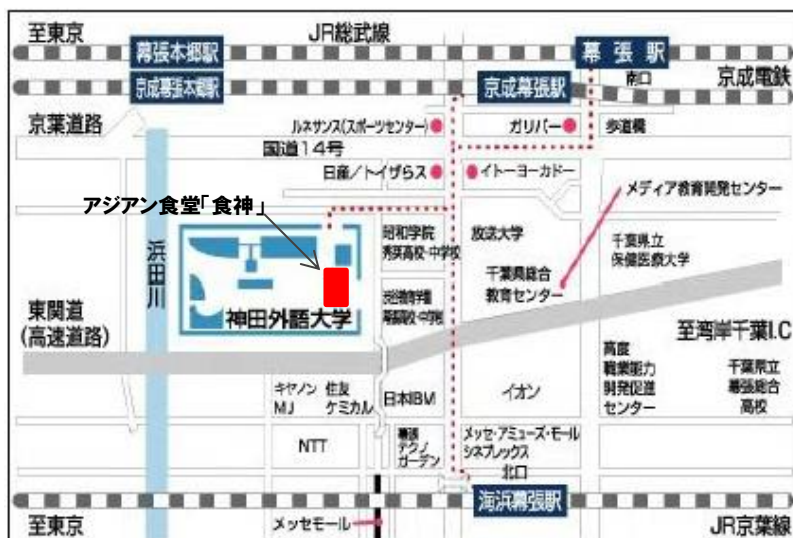 至東京
JR総武線
幕張本郷駅
幕張駅
京成幕張本郷駅
京成幕張駅
南口
京成電鉄
京葉道路
ルネサンス(スポーツセンター)
ガリバー
歩道橋
国道14号
日産/トイザらス
イトーヨーカドー
メディア教育開発センター
アジアン食堂「食神」
昭和学院
秀英高校・中学校
放送大学
千葉県立
保健医療大学
浜田川
千葉県総合
教育センター
神田外語大学
東関道
(高速道路)
至湾岸千葉I.C
高度
職業能力
開発促進
センター
千葉県立
幕張総合
高校
キヤノン
MJ
住友
ケミカル
日本IBM
イオン
NTT
幕張
テクノ
ガーデン
メッセ・アミューズ・モール
シネプレックス
北口
海浜幕張駅
至東京
メッセモール
JR京葉線